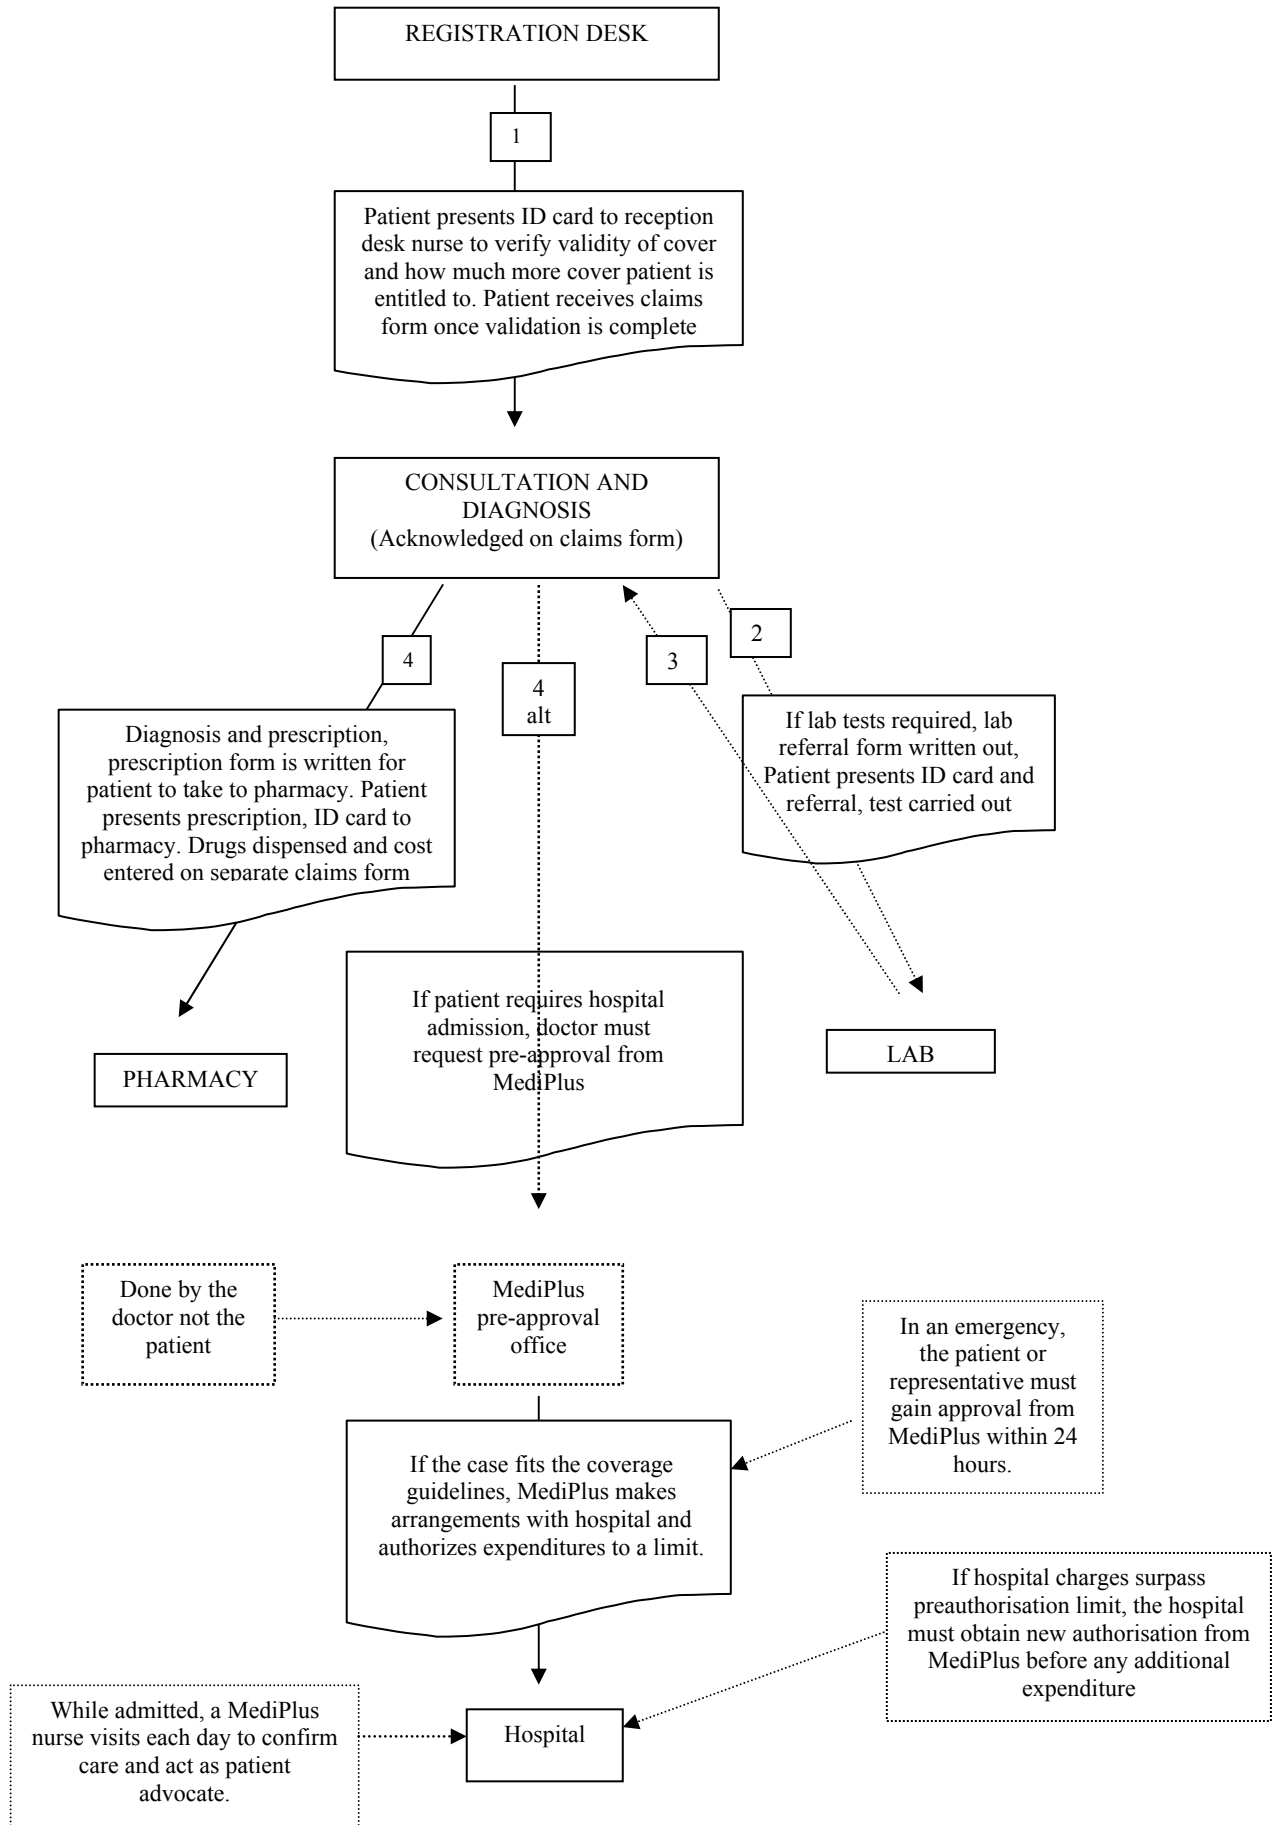 REGISTRATION DESK
1
Patient presents ID card to reception
desk nurse to verify validity of cover
and how much more cover patient is
entitled to. Patient receives claims
form once validation is complete
CONSULTATION AND
DIAGNOSIS
(Acknowledged on claims form)
2
3
4
4
alt
If lab tests required, lab
referral form written out,
Patient presents ID card and
referral, test carried out
Diagnosis and prescription,
prescription form is written for
patient to take to pharmacy. Patient
presents prescription, ID card to
pharmacy. Drugs dispensed and cost
entered on separate claims form
If patient requires hospital
admission, doctor must
request pre-approval from
MediPlus
LAB
PHARMACY
Done by the
doctor not the
patient
MediPlus
pre-approval
office
In an emergency,
the patient or
representative must
gain approval from
MediPlus within 24
hours.
If the case fits the coverage
guidelines, MediPlus makes
arrangements with hospital and
authorizes expenditures to a limit.
If hospital charges surpass
preauthorisation limit, the hospital
must obtain new authorisation from
MediPlus before any additional
expenditure
While admitted, a MediPlus
nurse visits each day to confirm
care and act as patient
advocate.
Hospital